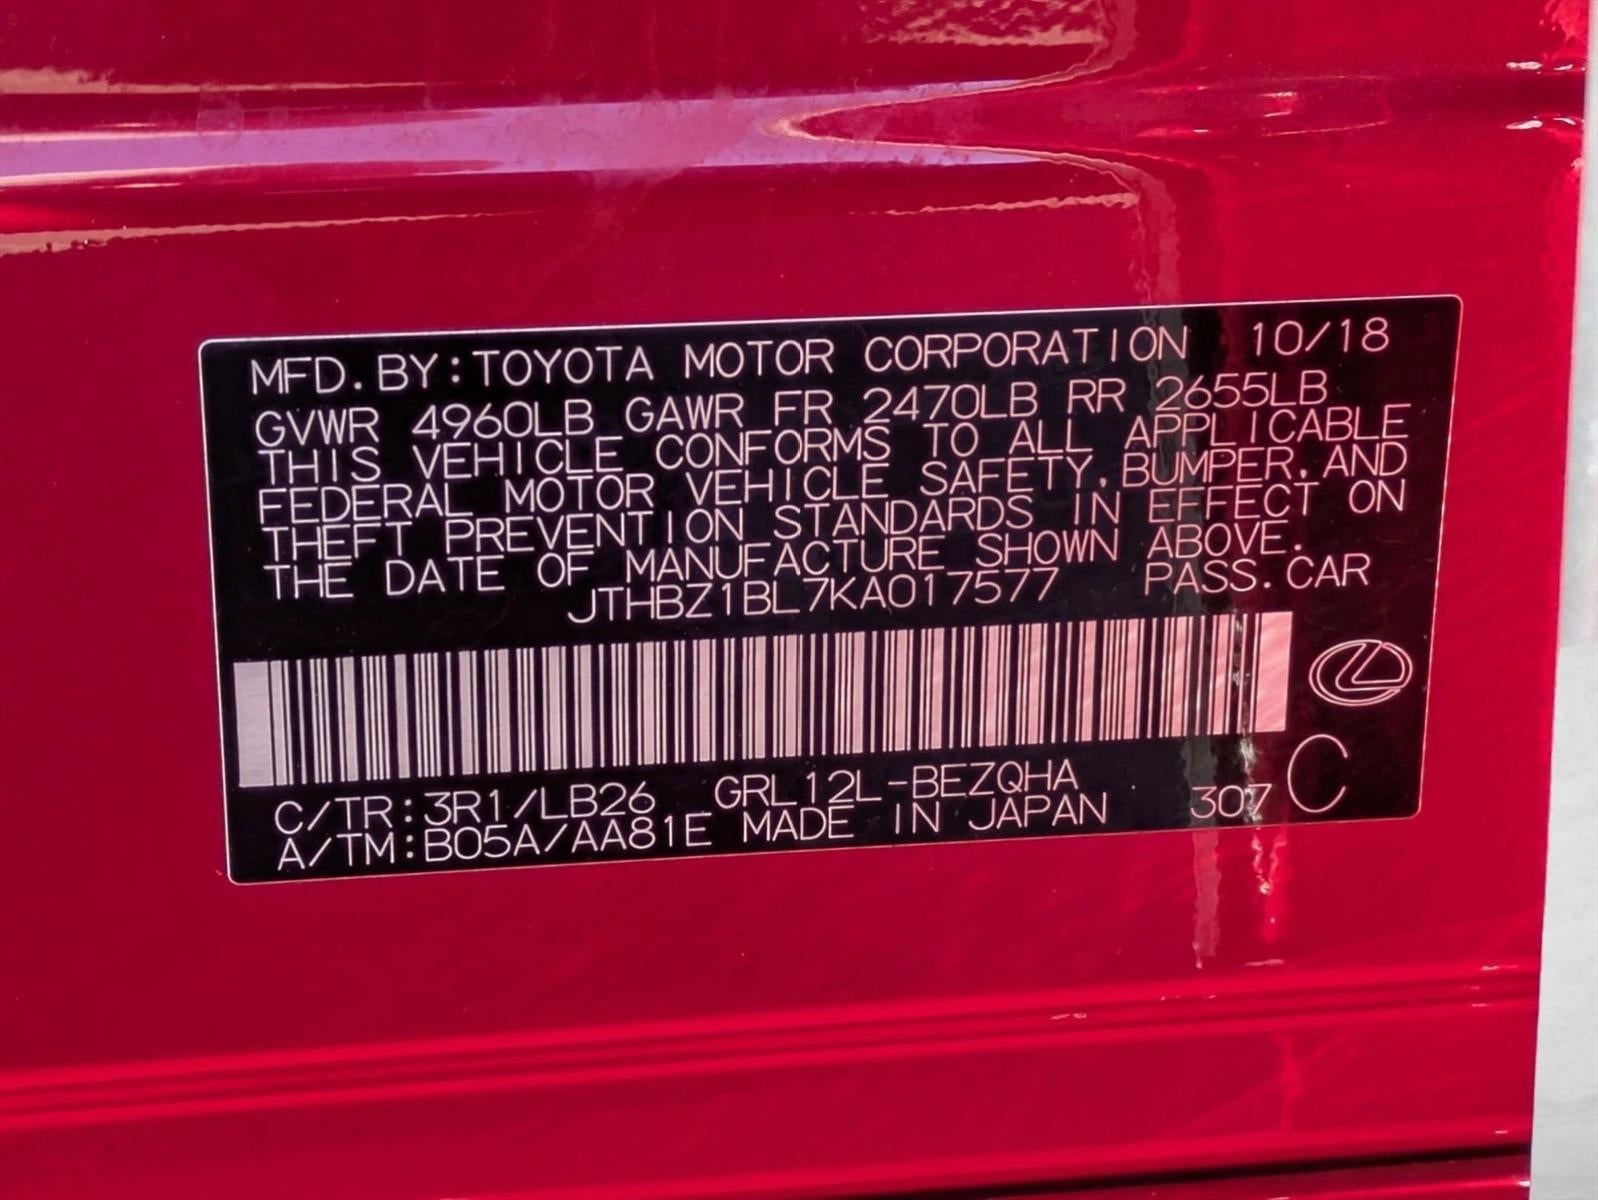 MFD. BY: TOYOTA MOTOR CORPORATION 10/18
GVWR 4960LB GAWR FR 2470LB RR 2655LB
THIS VEHICLE CONFORMS TO ALL APPLICABLE
FEDERAL MOTOR VEHICLE SAFETY, BUMPER, AND
THEFT PREVENTION STANDARDS IN EFFECT ON
THE DATE OF MANUFACTURE SHOWN ABOVE.
JTHBZ1BL7KA017577 PASS. CAR
C/TR: 3R1/LB26 GRL12L-BEZQHA
A/TM: B05A/AA81E MADE IN JAPAN 307 C